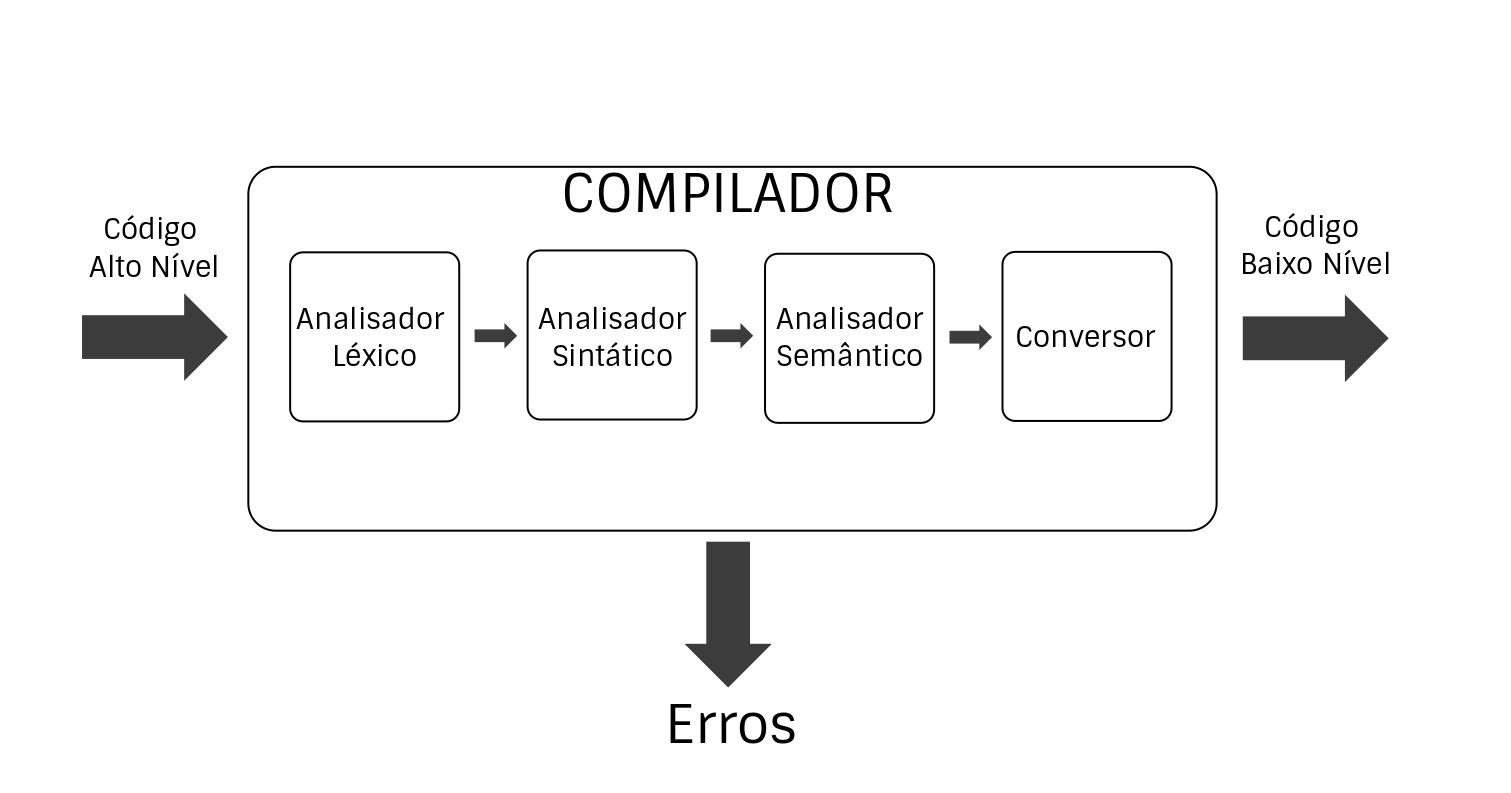 COMPILADOR
Código
Alto Nível
Analisador
Léxico
Analisador
Sintático
Analisador
Semântico
Conversor
Código
Baixo Nível
Erros